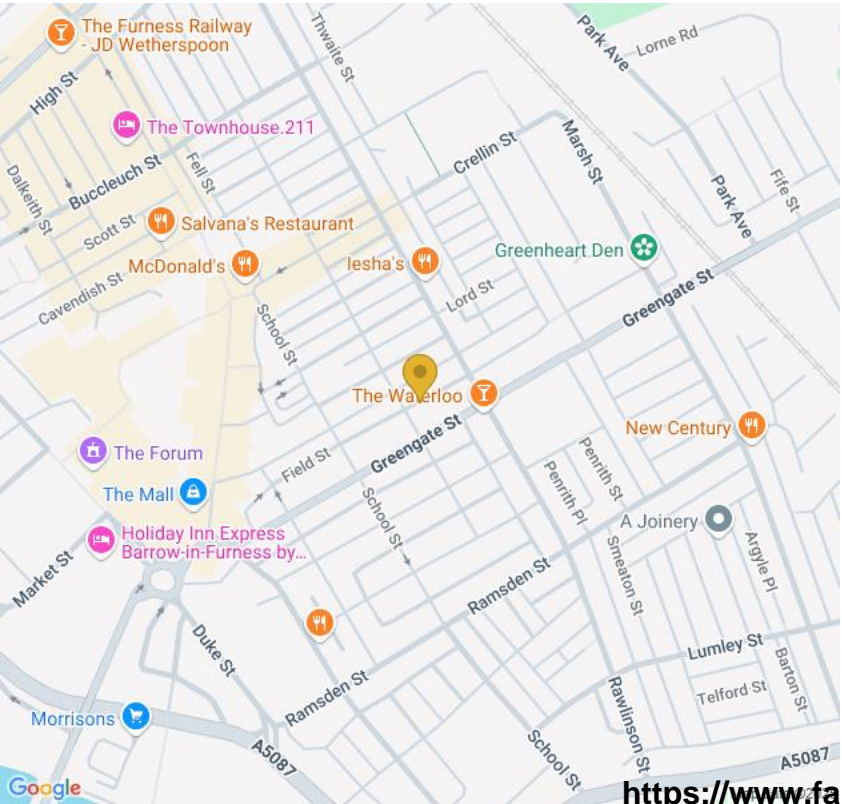 The Furness Railway
- JD Wetherspoon
High St
Thwaite St
Park Ave
Lorne Rd
The Townhouse.211
Crellin St
Marsh St
Dalkeith St
Buccleuch St
Fell St
Park Ave
Fife St
Scott St
Salvana's Restaurant
McDonald's
Iesha's
Greenheart Den
Cavendish St
Lord St
Greengate St
School St
The Waterloo
New Century
The Forum
Field St
Greengate St
Penrith St
Penrith Pl
The Mall
School St
A Joinery
Holiday Inn Express
Barrow-in-Furness by...
Market St
Smeaton St
Argyle Pl
Ramsden St
Duke St
Lumley St
Barton St
Telford St
Ramsden St
Rawlinson St
Morrisons
School St
A5087
A5087
Google
https://www.fa